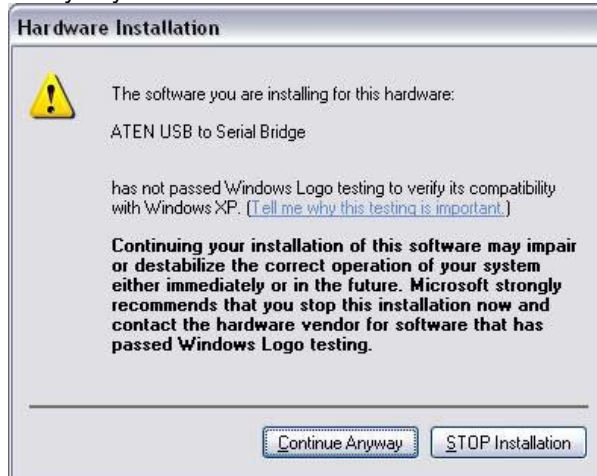 Hardware Installation
The software you are installing for this hardware:
ATEN USB to Serial Bridge
has not passed Windows Logo testing to verify its compatibility
with Windows XP. (Tell me why this testing is important.)
Continuing your installation of this software may impair
or destabilize the correct operation of your system
either immediately or in the future. Microsoft strongly
recommends that you stop this installation now and
contact the hardware vendor for software that has
passed Windows Logo testing.
Continue Anyway
STOP Installation